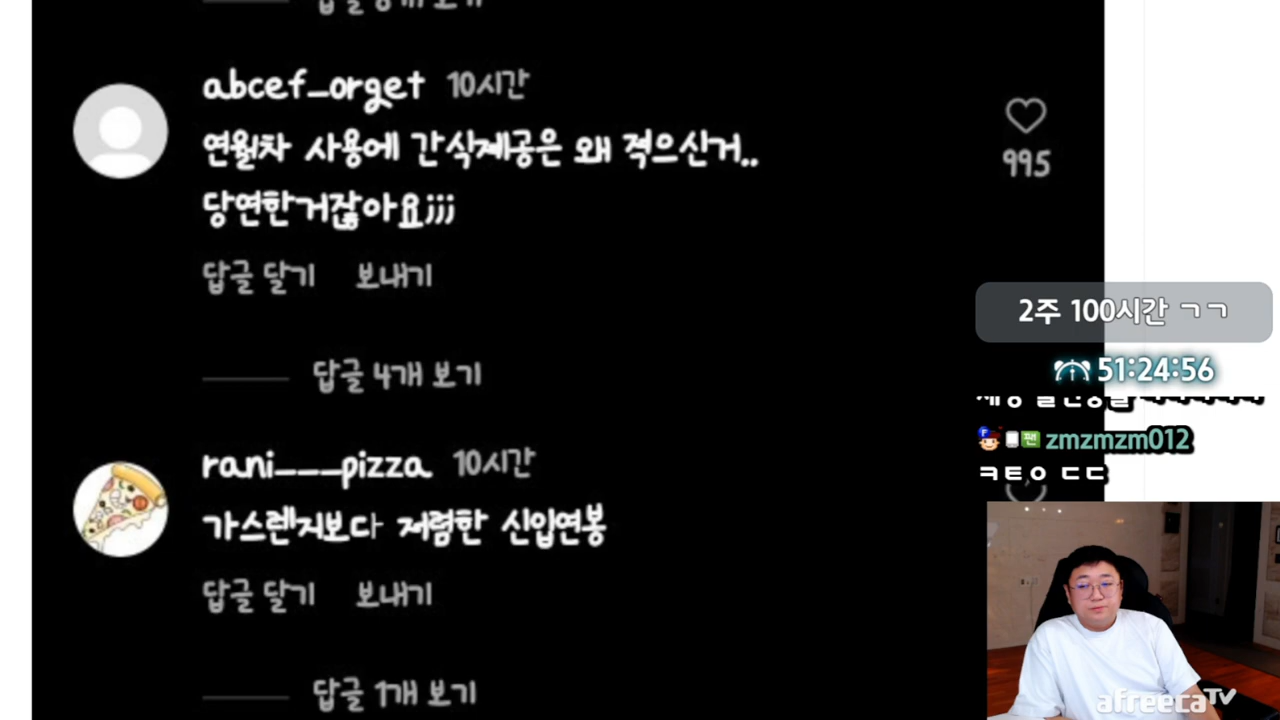 abcef_orget 10시간
연월차 사용에 간식제공은 왜 적으신거..
당연한거잖아요;;;
995
답글 달기 보내기
답글 4개 보기
rani___pizza 10시간
가스렌지보다 저렴한 신입연봉
답글 달기 보내기
답글 1개 보기
2주 100시간 ㄱㄱ
51:24:56
팬 zmzmzm012
ㅋㅌㅇ ㄷㄷ
afreecaTV